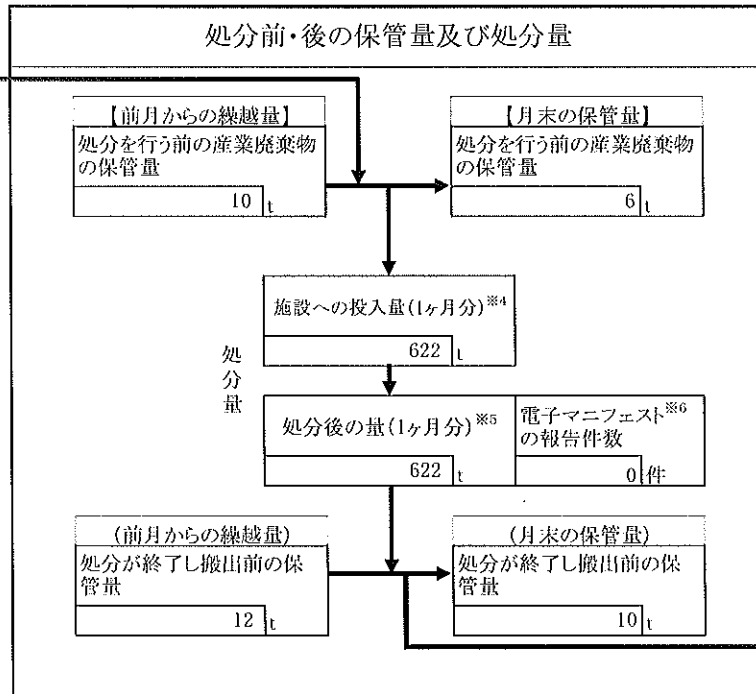 処分前・後の保管量及び処分量
【前月からの繰越量】
処分を行う前の産業廃棄物
の保管量
10 t
【月末の保管量】
処分を行う前の産業廃棄物
の保管量
6 t
施設への投入量(1ヶ月分)※4
622 t
処分量
処分後の量(1ヶ月分)※5
622 t
電子マニフェスト※6
の報告件数
0 件
(前月からの繰越量)
処分が終了し搬出前の保
管量
12 t
(月末の保管量)
処分が終了し搬出前の保
管量
10 t